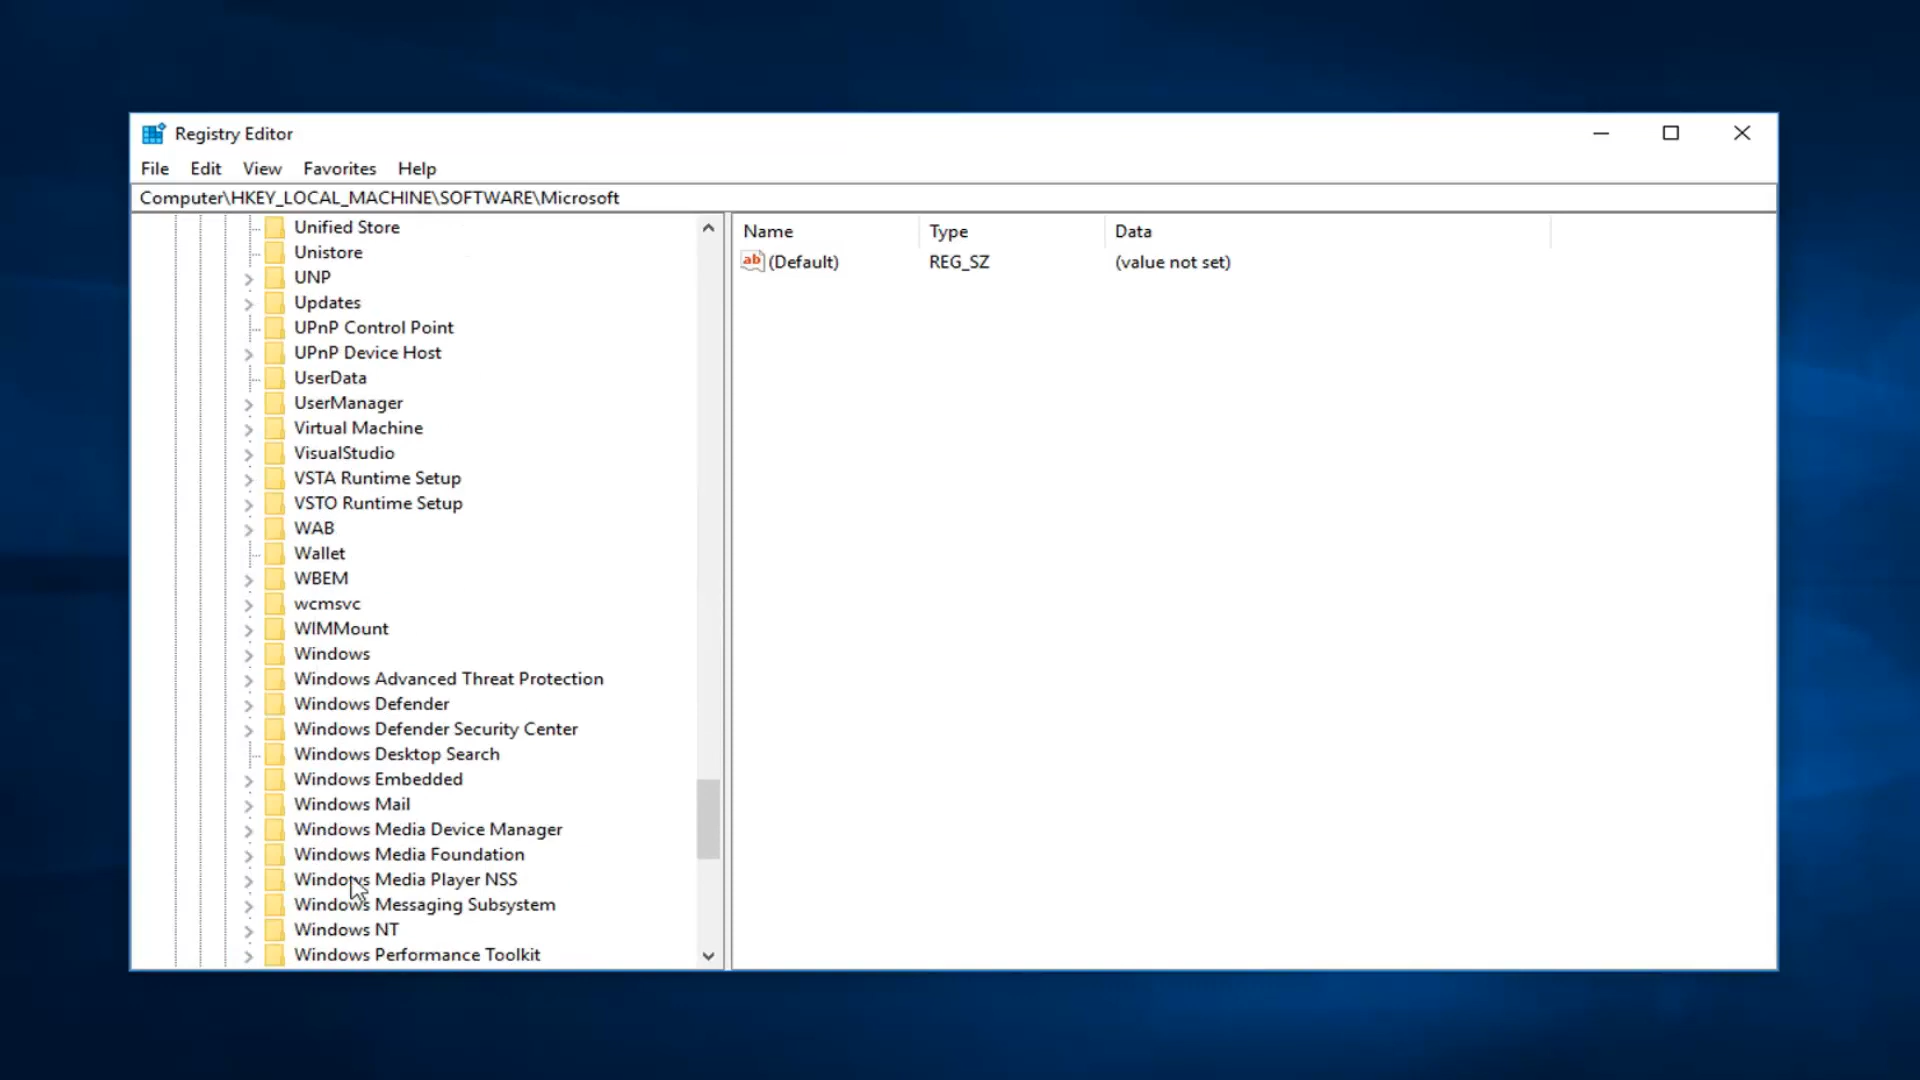 Registry Editor
File Edit View Favorites Help
Computer\HKEY_LOCAL_MACHINE\SOFTWARE\Microsoft
Unified Store
Unistore
UNP
Updates
UPnP Control Point
UPnP Device Host
UserData
UserManager
Virtual Machine
VisualStudio
VSTA Runtime Setup
VSTO Runtime Setup
WAB
Wallet
WBEM
wcmsvc
WIMMount
Windows
Windows Advanced Threat Protection
Windows Defender
Windows Defender Security Center
Windows Desktop Search
Windows Embedded
Windows Mail
Windows Media Device Manager
Windows Media Foundation
Windows Media Player NSS
Windows Messaging Subsystem
Windows NT
Windows Performance Toolkit
Name Type Data
ab (Default) REG_SZ (value not set)